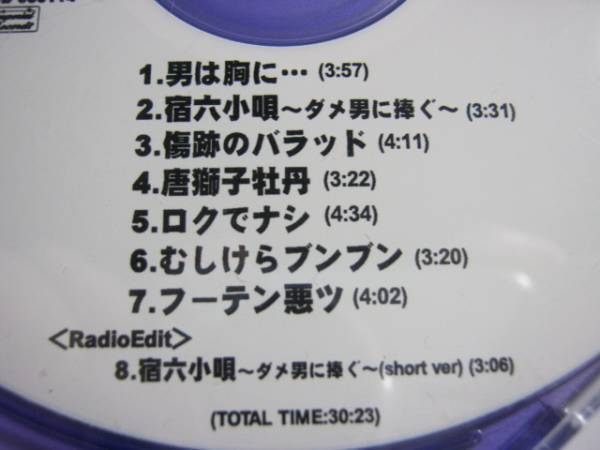 1.男は胸に… (3:57)
2.宿六小唄～ダメ男に捧ぐ～ (3:31)
3.傷跡のバラッド (4:11)
4.唐獅子牡丹 (3:22)
5.ロクでナシ (4:34)
6.むしけらブンブン (3:20)
7.フーテン悪ツ (4:02)
<RadioEdit>
8.宿六小唄～ダメ男に捧ぐ～(short ver) (3:06)
(TOTAL TIME:30:23)